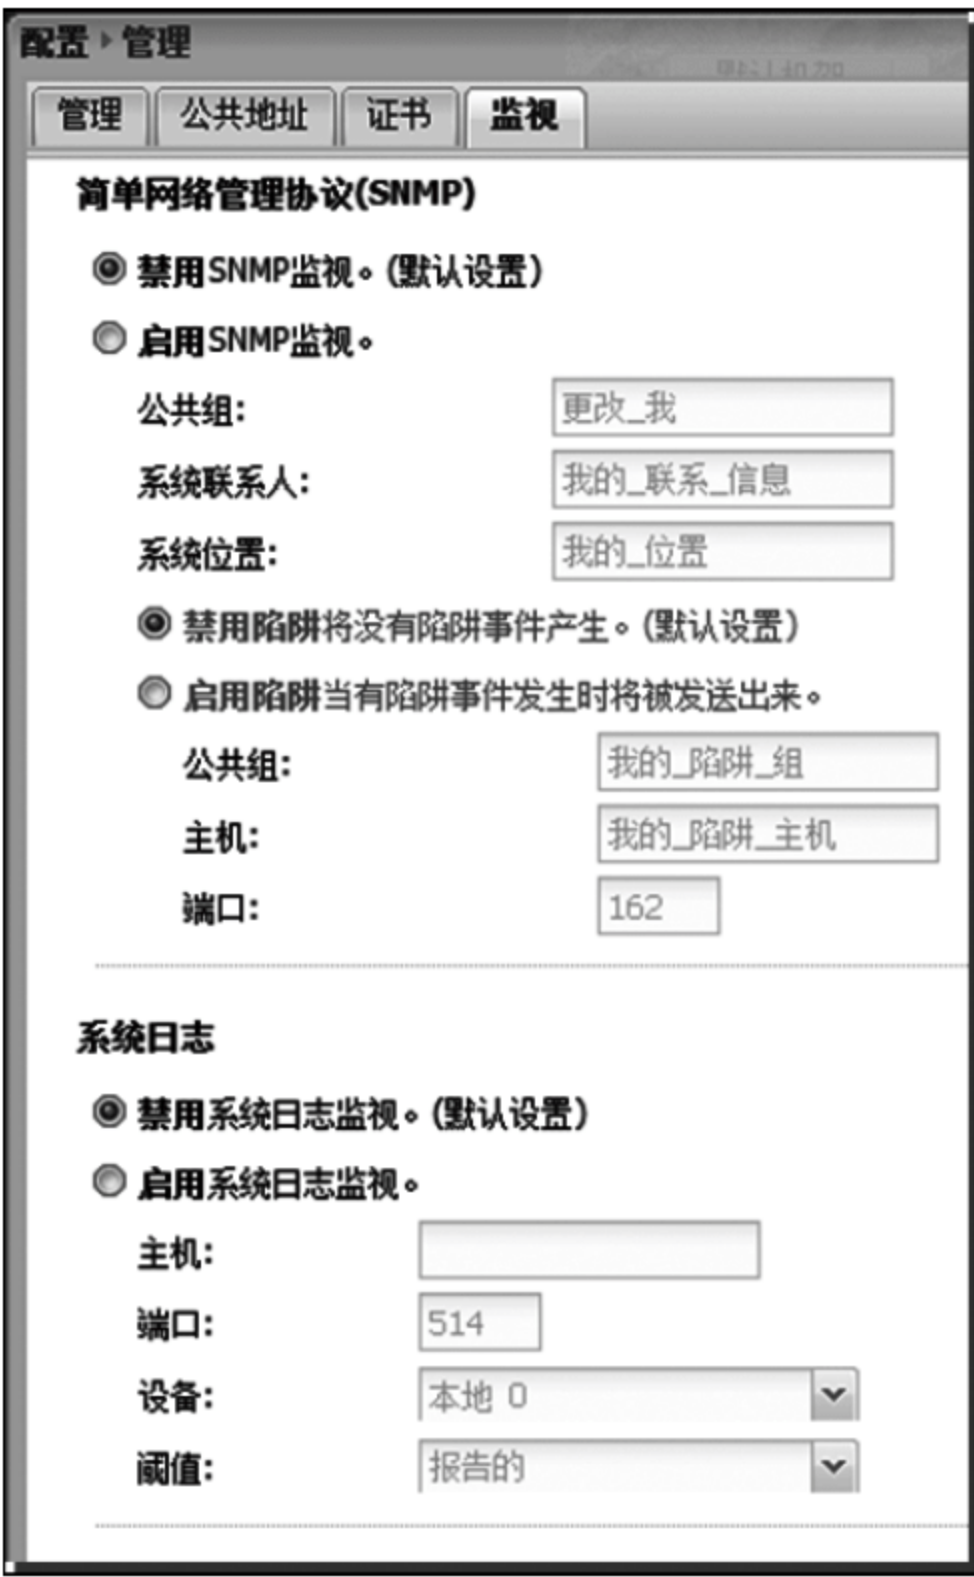 配置 管理
管理 公共地址 证书 监视
简单网络管理协议(SNMP)
禁用SNMP监视。(默认设置)
启用SNMP监视。
公共组: 更改_我
系统联系人: 我的_联系_信息
系统位置: 我的_位置
禁用陷阱将没有陷阱事件产生。(默认设置)
启用陷阱当有陷阱事件发生时将被发送出来。
公共组: 我的_陷阱_组
主机: 我的_陷阱_主机
端口: 162
系统日志
禁用系统日志监视。(默认设置)
启用系统日志监视。
主机:
端口: 514
设备: 本地 0
阈值: 报告的